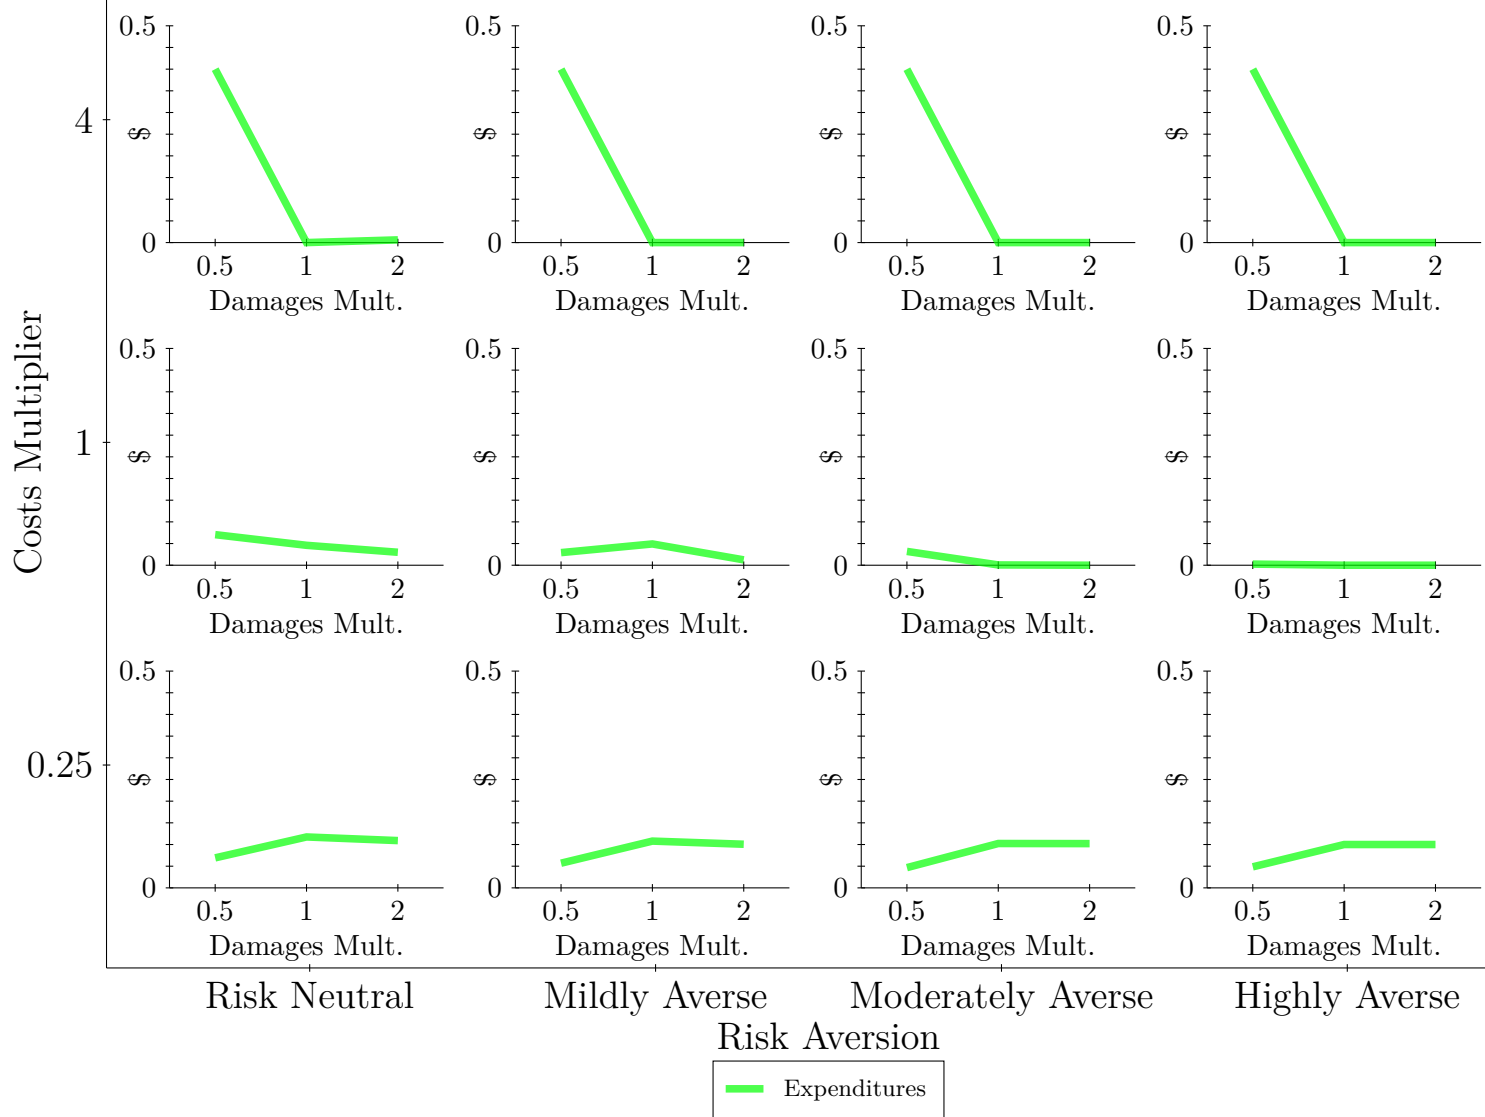 Costs Multiplier
4
0.5
$
0
0.5 1 2
Damages Mult.
0.5
$
0
0.5 1 2
Damages Mult.
0.5
$
0
0.5 1 2
Damages Mult.
0.5
$
0
0.5 1 2
Damages Mult.
1
0.5
$
0
0.5 1 2
Damages Mult.
0.5
$
0
0.5 1 2
Damages Mult.
0.5
$
0
0.5 1 2
Damages Mult.
0.5
$
0
0.5 1 2
Damages Mult.
0.25
0.5
$
0
0.5 1 2
Damages Mult.
0.5
$
0
0.5 1 2
Damages Mult.
0.5
$
0
0.5 1 2
Damages Mult.
0.5
$
0
0.5 1 2
Damages Mult.
Risk Neutral
Mildly Averse
Moderately Averse
Highly Averse
Risk Aversion
Expenditures